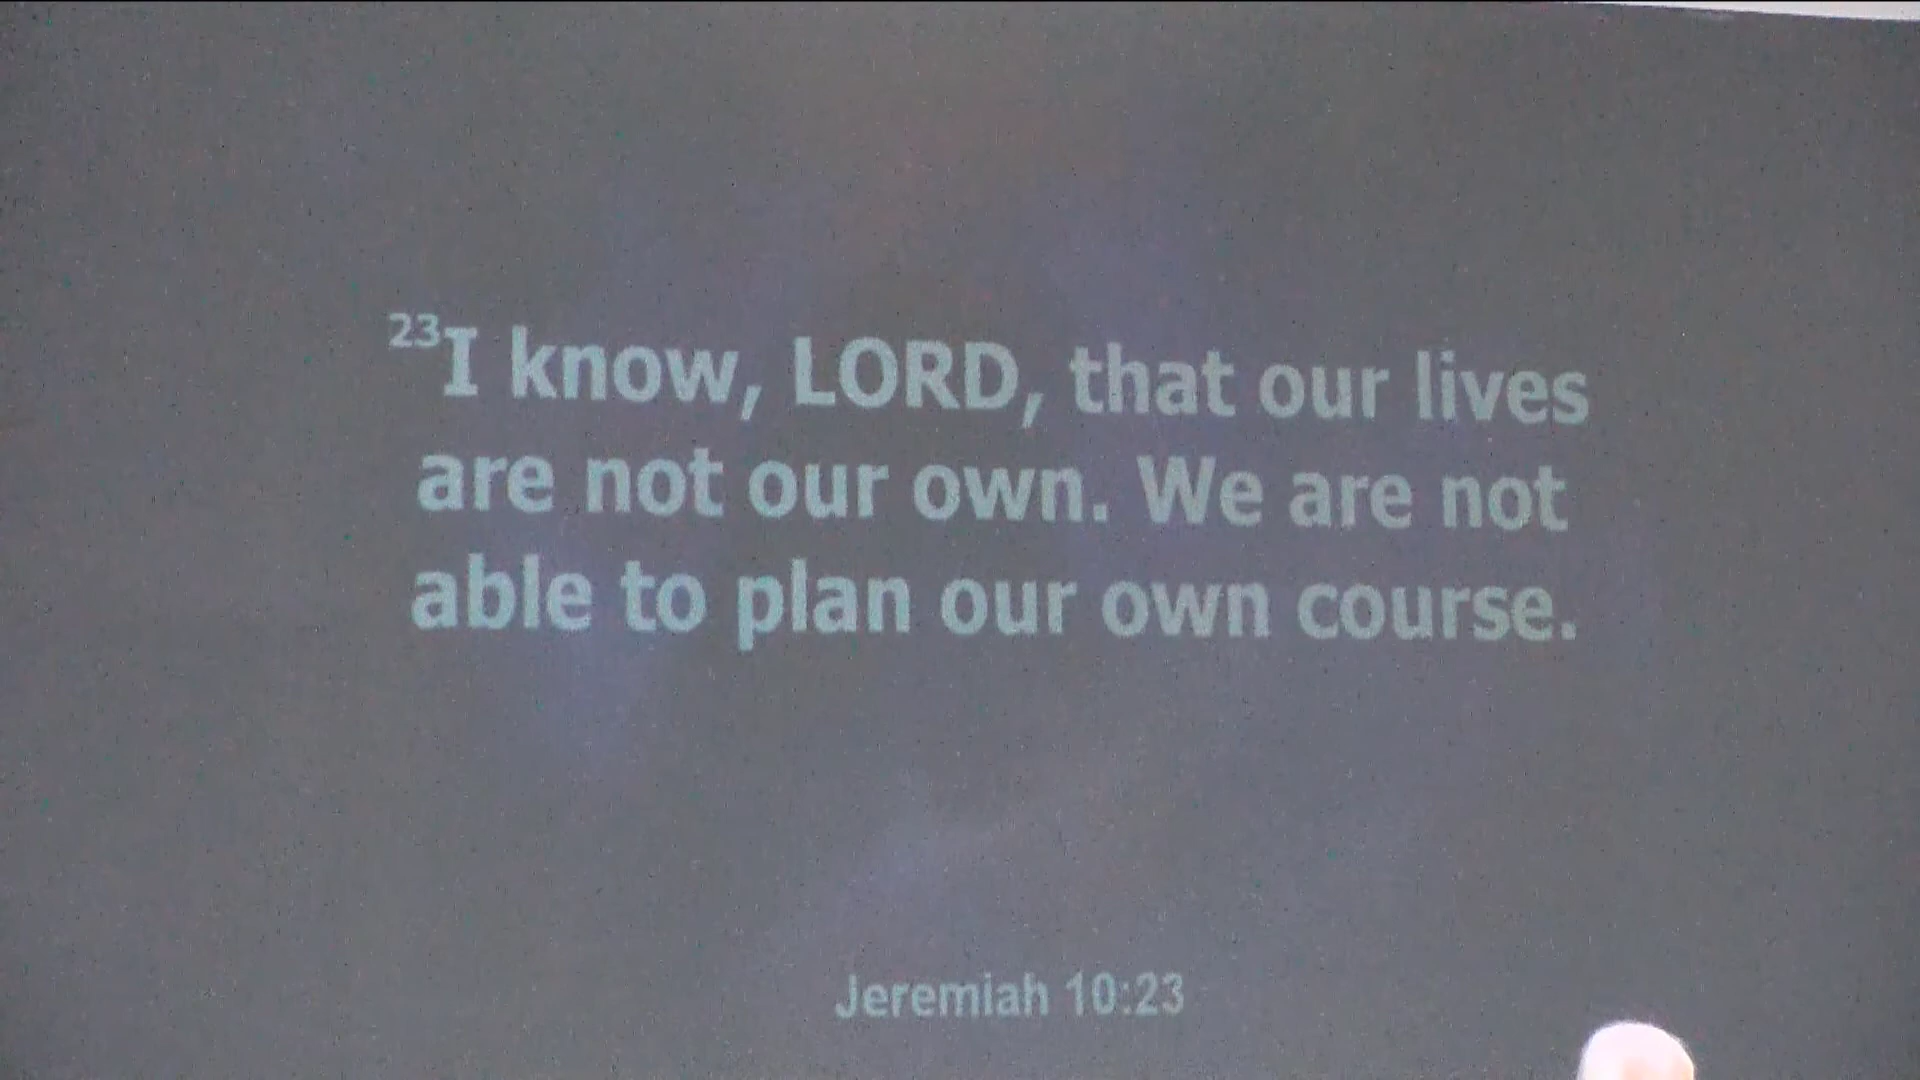 23I know, LORD, that our lives
are not our own. We are not
able to plan our own course.
Jeremiah 10:23